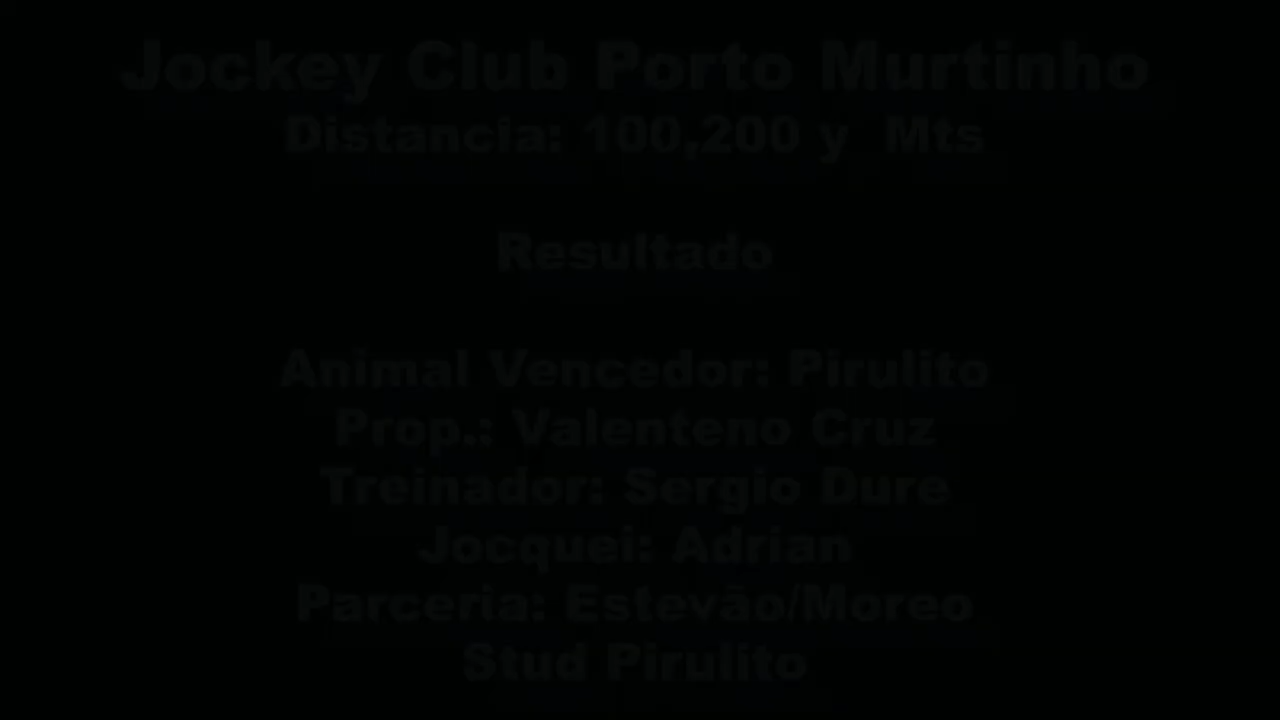 Jockey Club Porto Murtinho
Distancia: 100,200 y Mts
Resultado
Animal Vencedor: Pirulito
Prop.: Valenteno Cruz
Treinador: Sergio Dure
Jocquei: Adrian
Parceria: Estevão/Moreo
Stud Pirulito